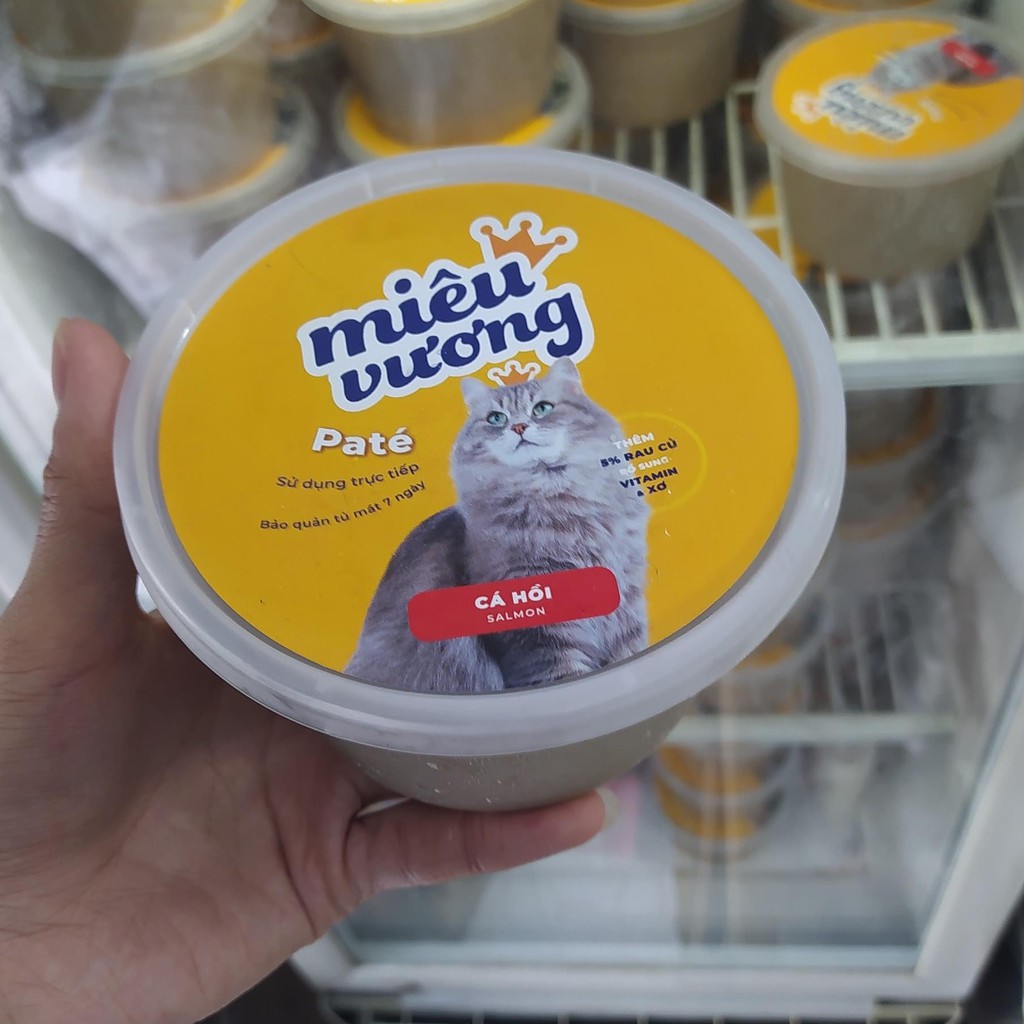 miêu
vương
Paté
Sử dụng trực tiếp
Bảo quản tủ mát 7 ngày
THÊM
5% RAU CỦ
BỔ SUNG
VITAMIN
& XƠ
CÁ HỒI
SALMON